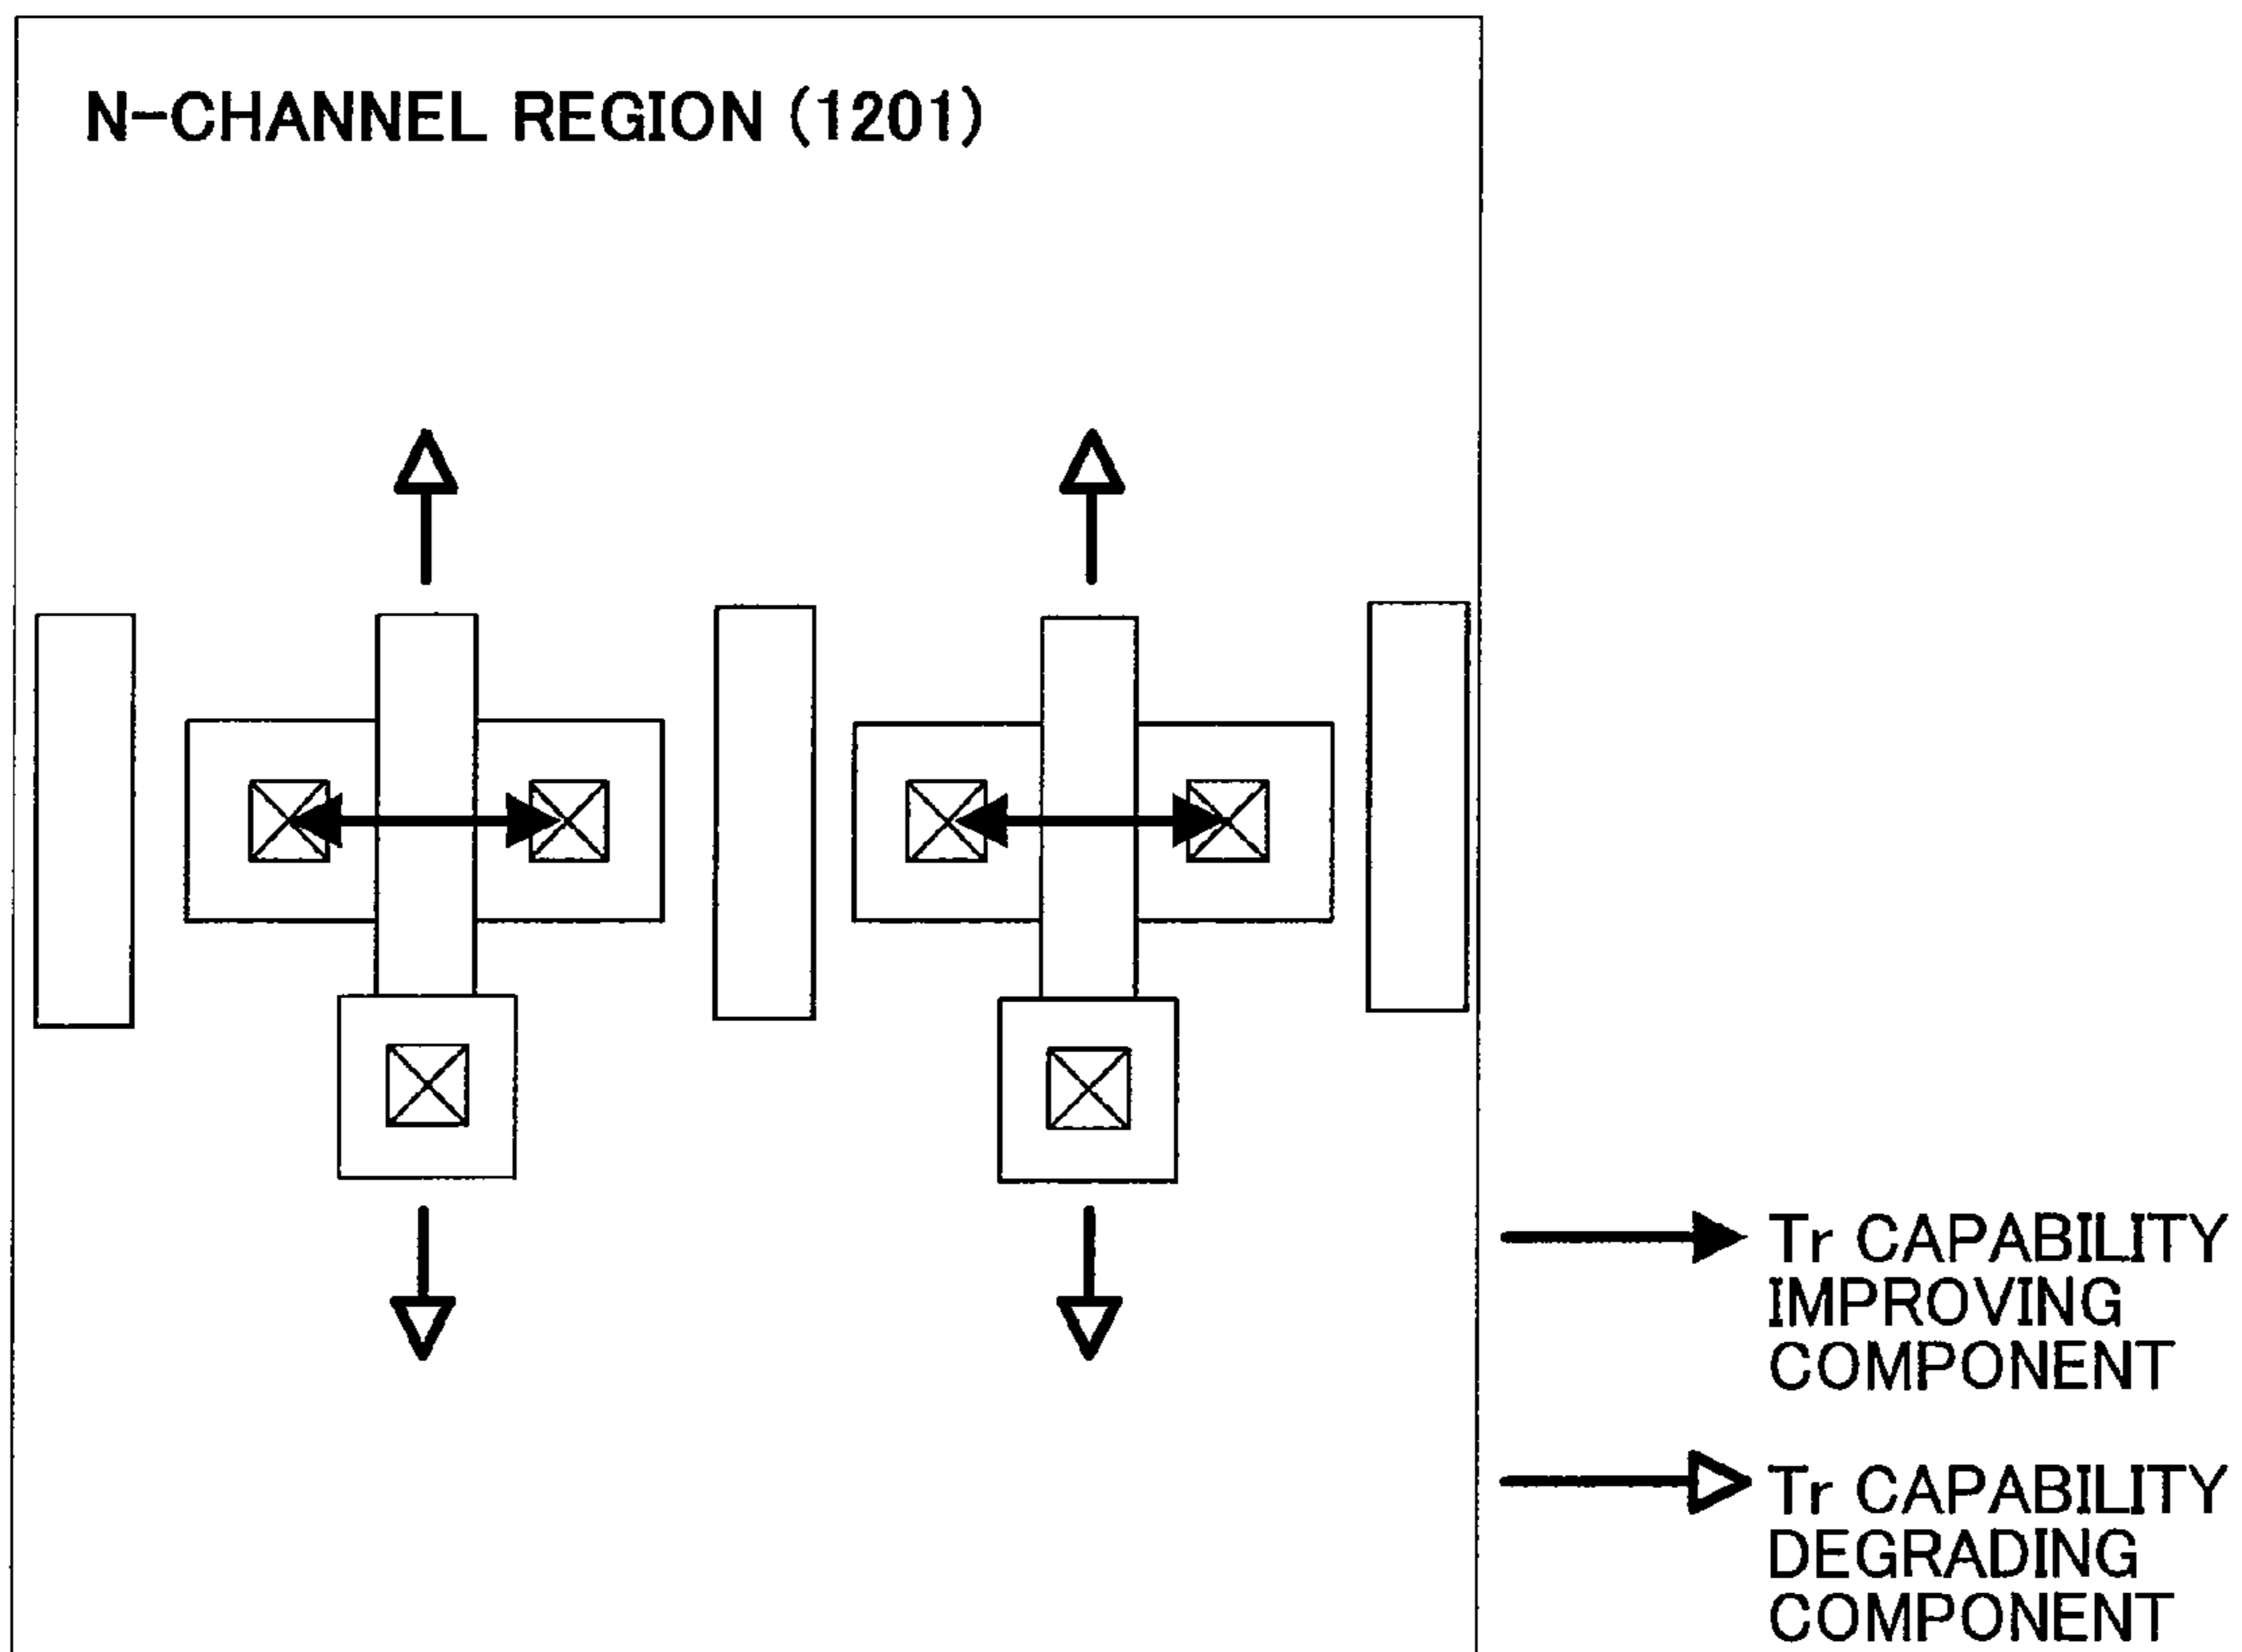 N-CHANNEL REGION (1201)
Tr CAPABILITY
IMPROVING
COMPONENT
Tr CAPABILITY
DEGRADING
COMPONENT